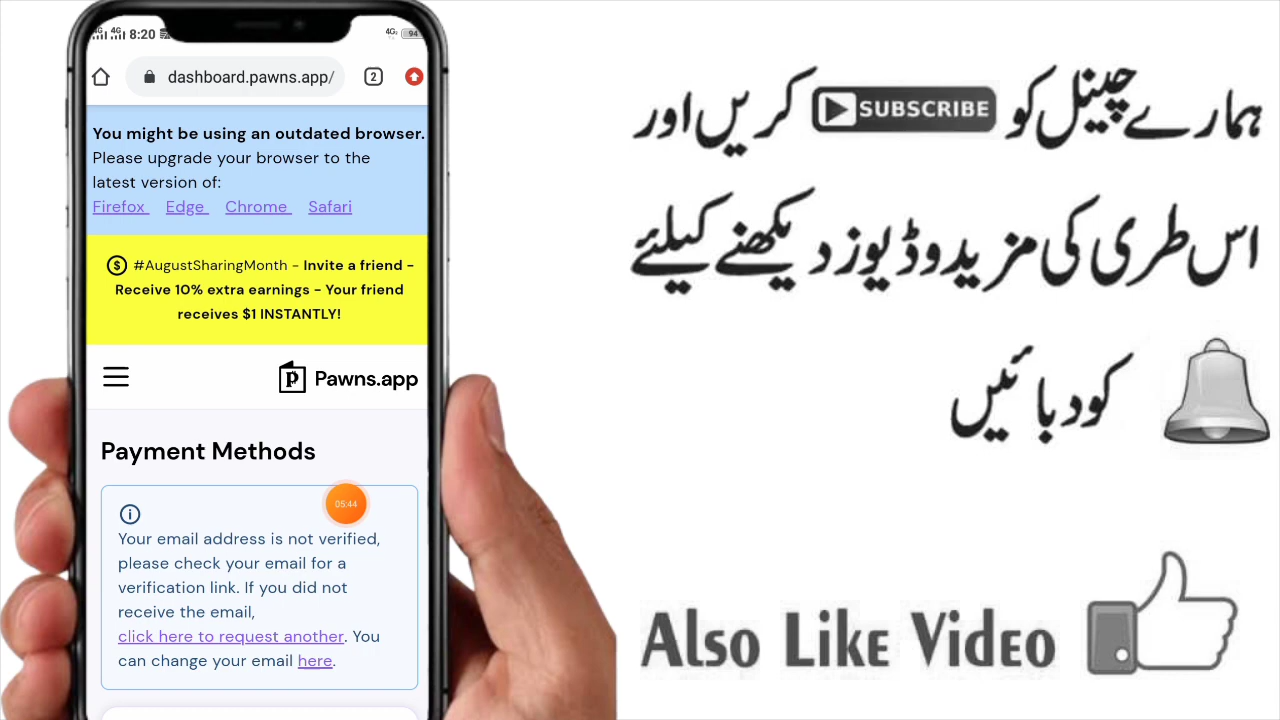 8:20
94
dashboard.pawns.app/
2
You might be using an outdated browser.
Please upgrade your browser to the
latest version of:
Firefox Edge Chrome Safari
#AugustSharingMonth - Invite a friend -
Receive 10% extra earnings - Your friend
receives $1 INSTANTLY!
Pawns.app
Payment Methods
05:44
Your email address is not verified,
please check your email for a
verification link. If you did not
receive the email,
click here to request another. You
can change your email here.
ہمارے چینل کو SUBSCRIBE کریں اور
اس طری کی مزید وڈیوز دیکھنے کیلئے
کو دبائیں
Also Like Video